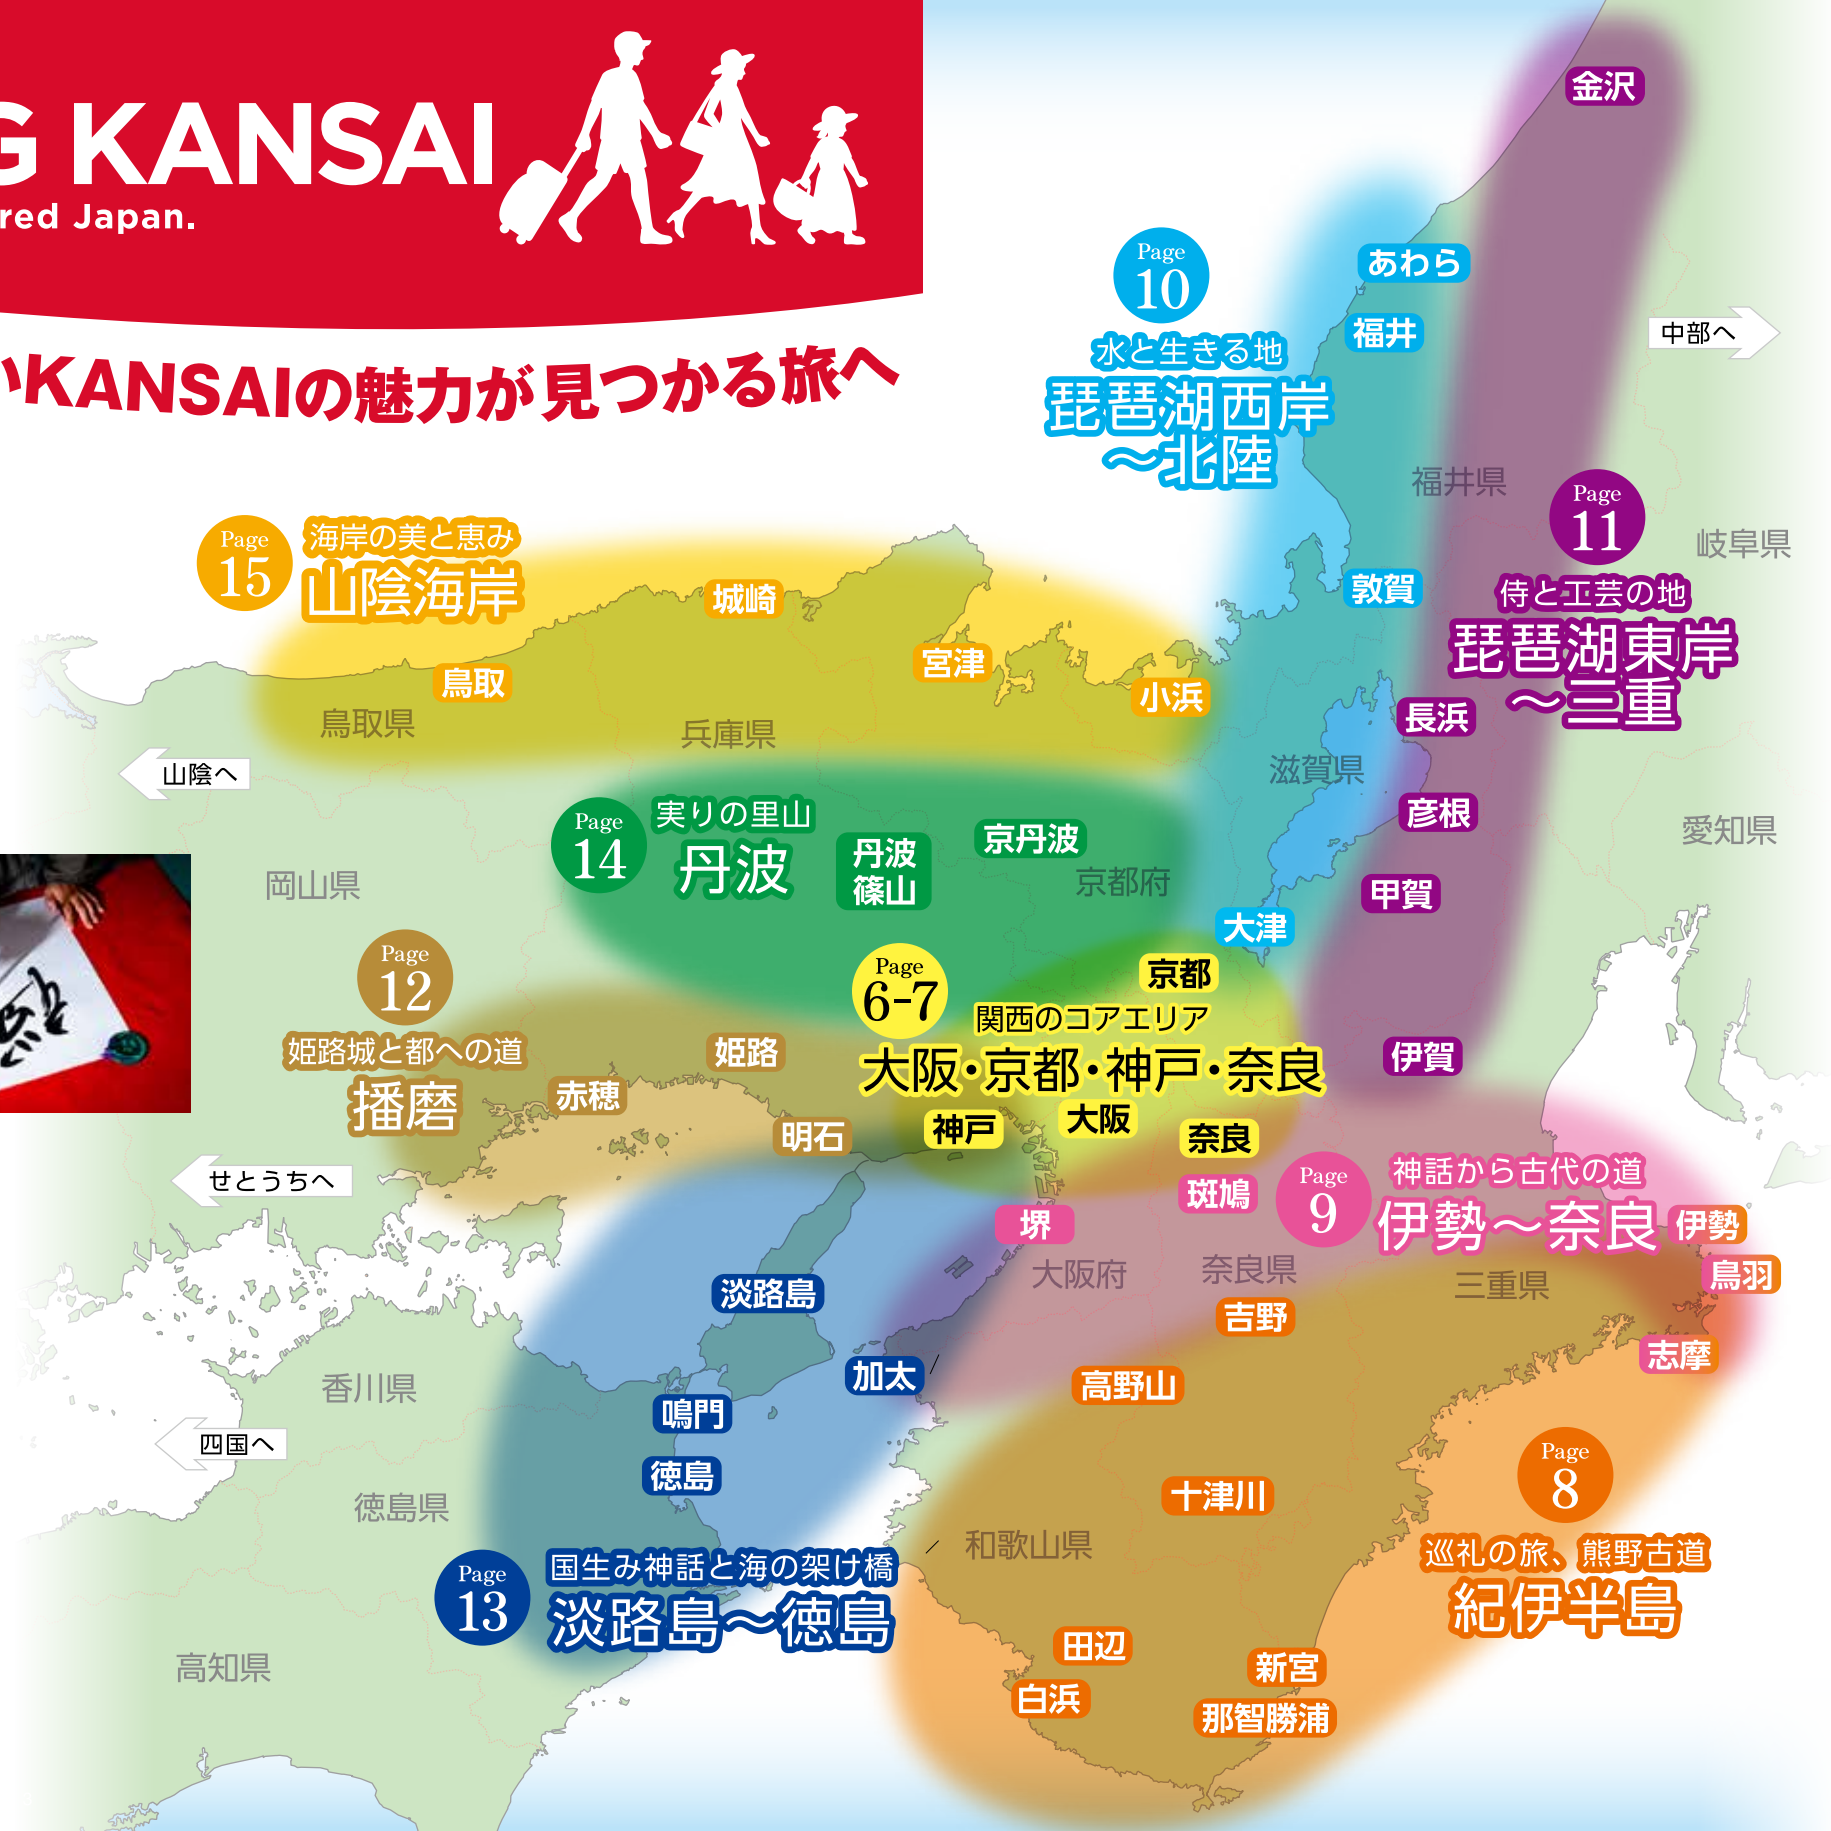 G KANSAI
red Japan.
いKANSAIの魅力が見つかる旅へ
金沢
Page
10
水と生きる地
琵琶湖西岸
～北陸
あわら
福井
中部へ
福井県
Page
11
侍と工芸の地
琵琶湖東岸
～三重
岐阜県
Page
15
海岸の美と恵み
山陰海岸
城崎
敦賀
鳥取
宮津
小浜
長浜
鳥取県
兵庫県
滋賀県
山陰へ
Page
14
実りの里山
丹波
丹波
篠山
京丹波
京都府
彦根
愛知県
岡山県
甲賀
大津
Page
12
姫路城と都への道
播磨
姫路
赤穂
明石
Page
6-7
京都
関西のコアエリア
大阪・京都・神戸・奈良
神戸
大阪
奈良
伊賀
せとうちへ
斑鳩
Page
9
神話から古代の道
伊勢～奈良
伊勢
堺
大阪府
奈良県
三重県
鳥羽
淡路島
吉野
志摩
加太
高野山
香川県
鳴門
四国へ
徳島
徳島県
十津川
Page
8
巡礼の旅、熊野古道
紀伊半島
和歌山県
Page
13
国生み神話と海の架け橋
淡路島～徳島
高知県
田辺
白浜
新宮
那智勝浦